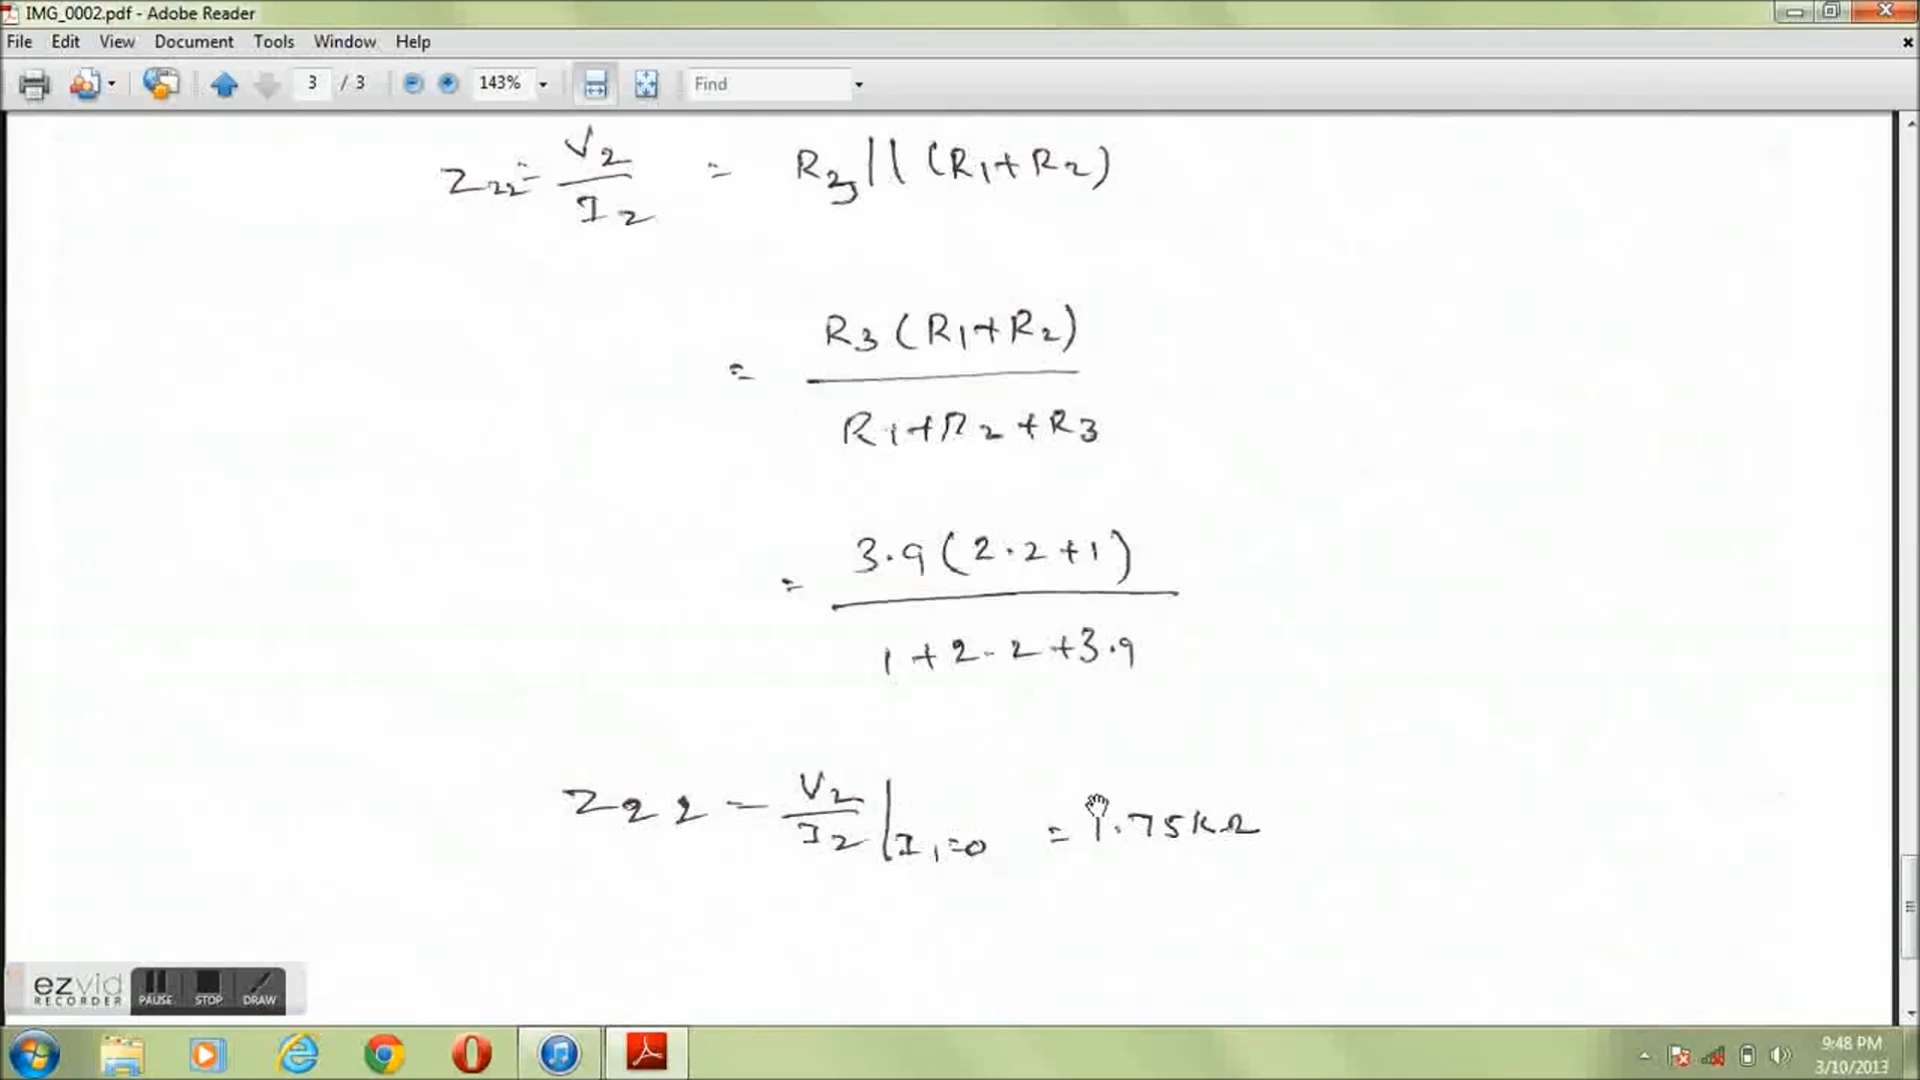 IMG_0002.pdf - Adobe Reader
File Edit View Document Tools Window Help
3 / 3 143% Find
Z22 = V2 / I2 = R3 || (R1+R2)
= R3 (R1+R2) / R1+R2+R3
= 3.9 (2.2+1) / 1+2.2+3.9
Z22 = V2 / I2 | I1=0 = 1.75KΩ
ezvid
RECORDER
PAUSE STOP DRAW
9:48 PM
3/10/2013